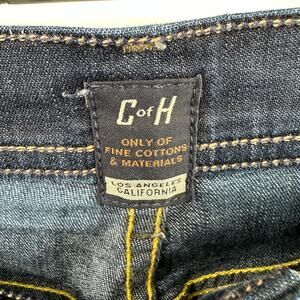 C of H
ONLY OF
FINE COTTONS
& MATERIALS
LOS ANGELES
CALIFORNIA